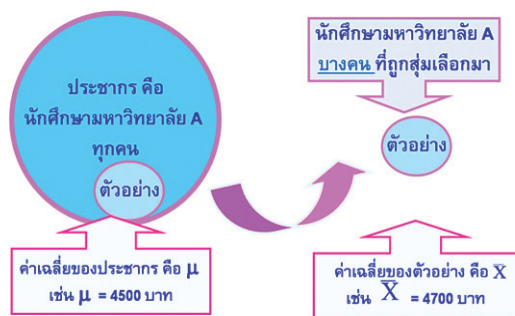 ประชากร คือ
นักศึกษามหาวิทยาลัย A
ทุกคน
ตัวอย่าง
ค่าเฉลี่ยของประชากร คือ μ
เช่น μ = 4500 บาท
นักศึกษามหาวิทยาลัย A
บางคน ที่ถูกสุ่มเลือกมา
ตัวอย่าง
ค่าเฉลี่ยของตัวอย่าง คือ X̄
เช่น X̄ = 4700 บาท